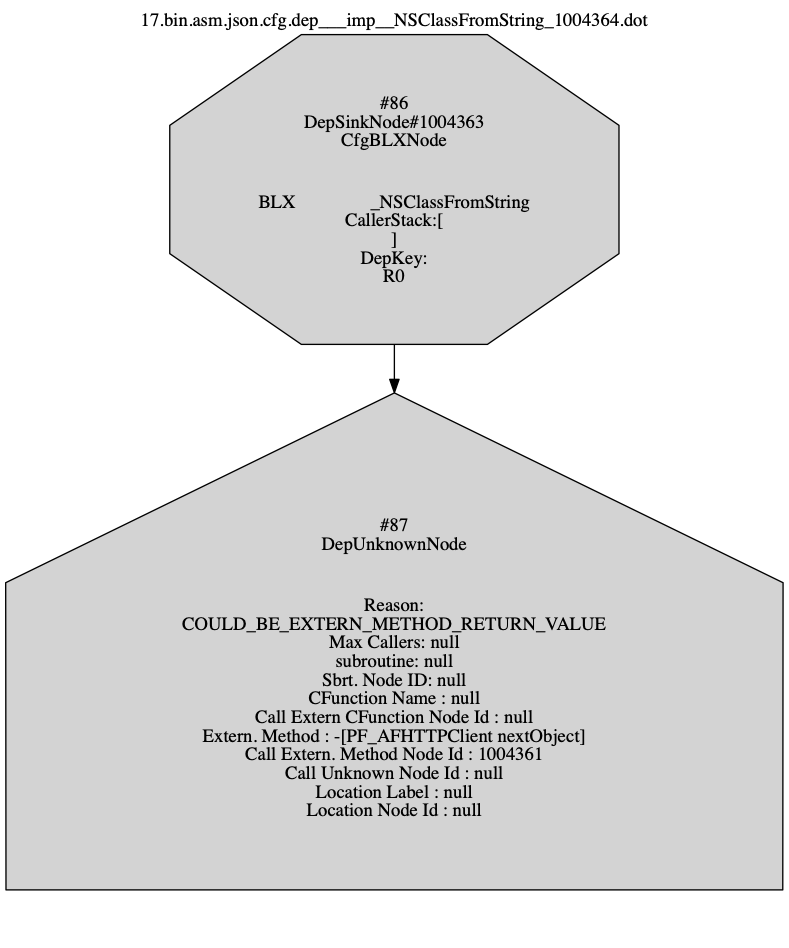 17.bin.asm.json.cfg.dep___imp__NSClassFromString_1004364.dot
#86
DepSinkNode#1004363
CfgBLXNode
BLX _NSClassFromString
CallerStack:[
]
DepKey:
R0
#87
DepUnknownNode
Reason:
COULD_BE_EXTERN_METHOD_RETURN_VALUE
Max Callers: null
subroutine: null
Sbrt. Node ID: null
CFunction Name : null
Call Extern CFunction Node Id : null
Extern. Method : -[PF_AFHTTPClient nextObject]
Call Extern. Method Node Id : 1004361
Call Unknown Node Id : null
Location Label : null
Location Node Id : null